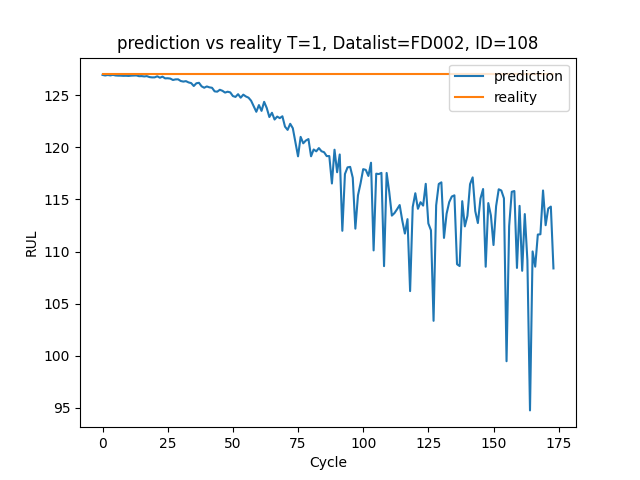 prediction vs reality T=1, Datalist=FD002, ID=108
prediction
reality
RUL
125
120
115
110
105
100
95
0 25 50 75 100 125 150 175
Cycle